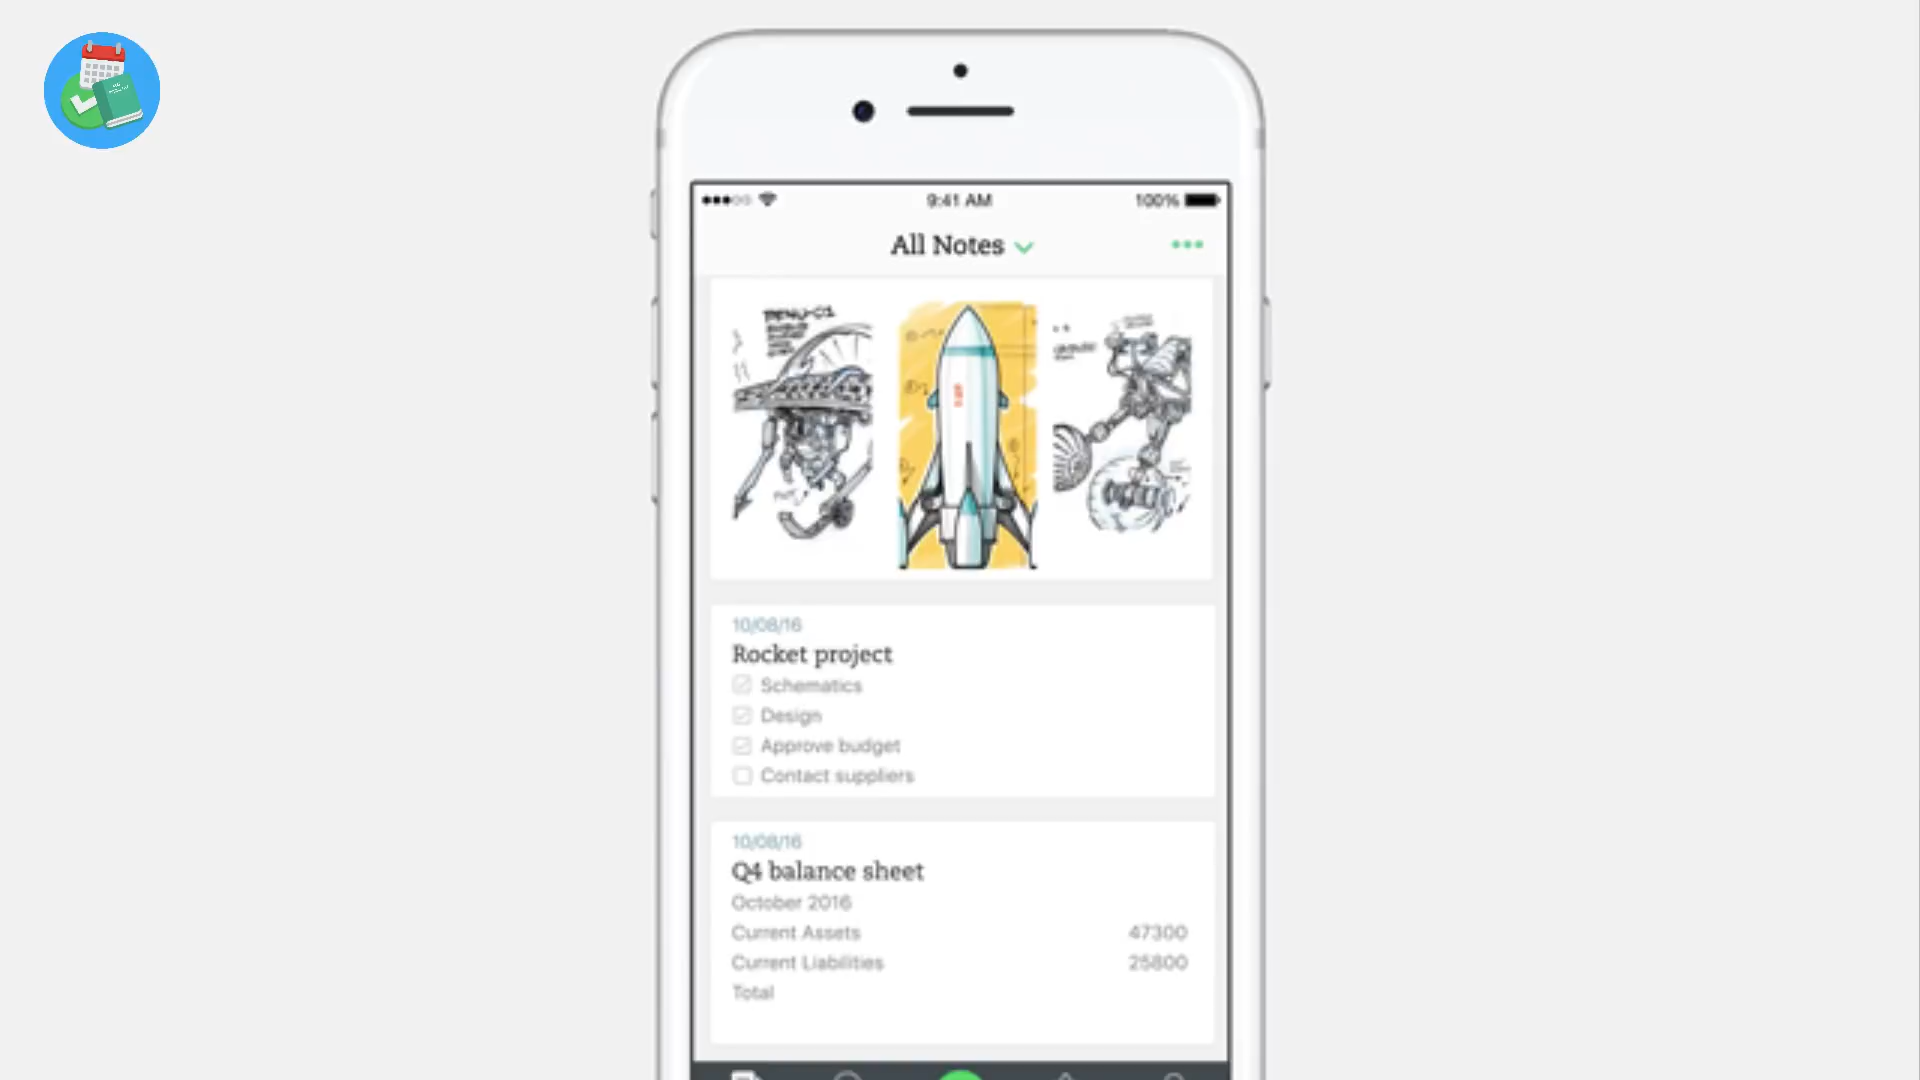 9:41 AM
100%
All Notes
10/08/16
Rocket project
Schematics
Design
Approve budget
Contact suppliers
10/08/16
Q4 balance sheet
October 2016
Current Assets 47300
Current Liabilities 25800
Total